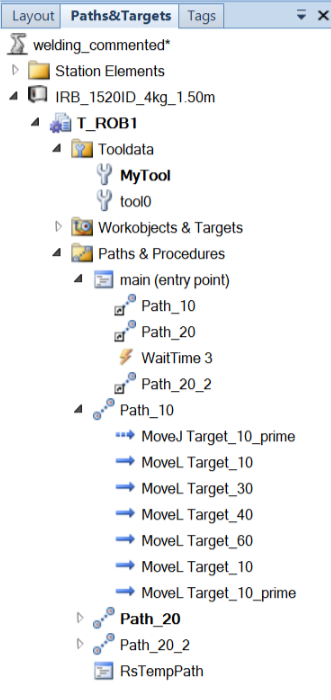 Layout Paths&Targets Tags
welding_commented*
Station Elements
IRB_1520ID_4kg_1.50m
T_ROB1
Tooldata
MyTool
tool0
Workobjects & Targets
Paths & Procedures
main (entry point)
Path_10
Path_20
WaitTime 3
Path_20_2
Path_10
MoveJ Target_10_prime
MoveL Target_10
MoveL Target_30
MoveL Target_40
MoveL Target_60
MoveL Target_10
MoveL Target_10_prime
Path_20
Path_20_2
RsTempPath